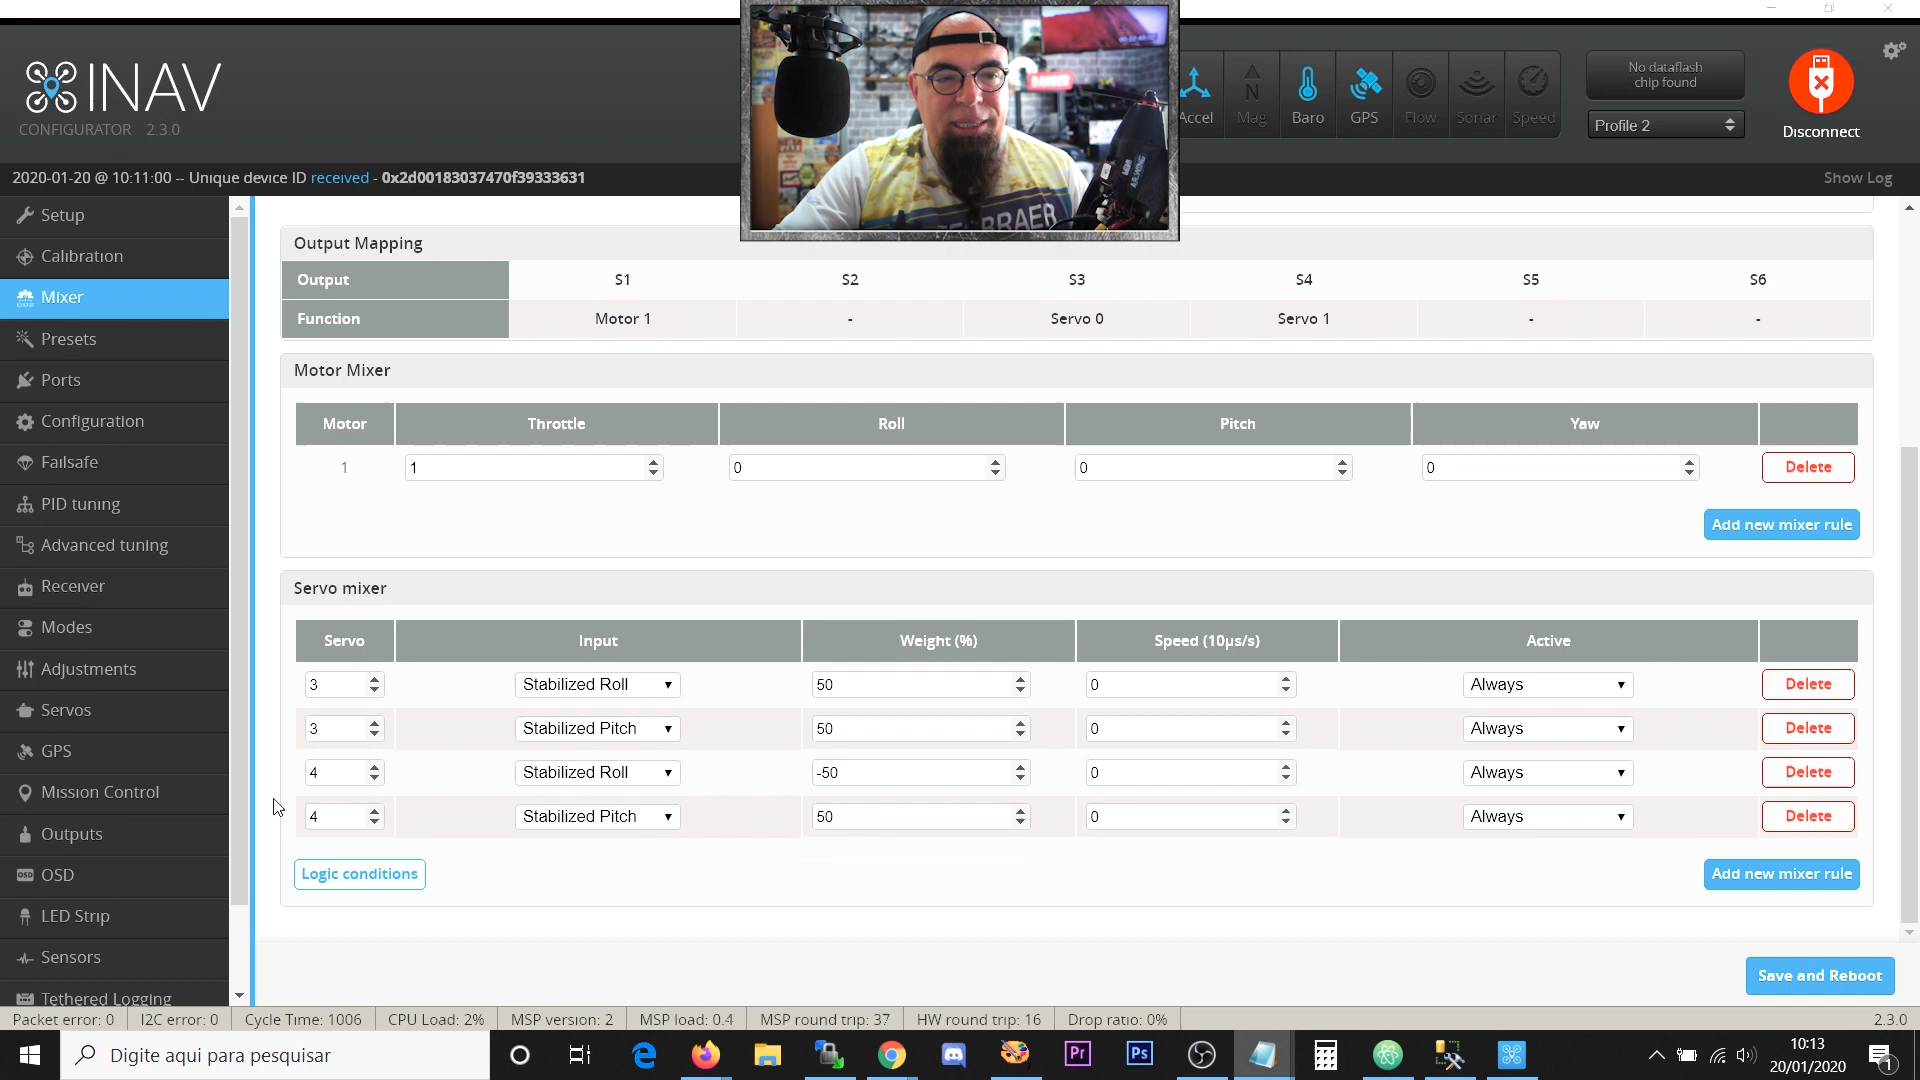 INAV
CONFIGURATOR 2.3.0
Accel
Mag
Baro
GPS
Flow
Sonar
Speed
No dataflash
chip found
Profile 2
Disconnect
2020-01-20 @ 10:11:00 -- Unique device ID received - 0x2d00183037470f39333631
Show Log
Setup
Calibration
Mixer
Presets
Ports
Configuration
Failsafe
PID tuning
Advanced tuning
Receiver
Modes
Adjustments
Servos
GPS
Mission Control
Outputs
OSD
LED Strip
Sensors
Tethered Logging
Output Mapping
Output S1 S2 S3 S4 S5 S6
Function Motor 1 - Servo 0 Servo 1 - -
Motor Mixer
Motor Throttle Roll Pitch Yaw
1 1 0 0 0 Delete
Add new mixer rule
Servo mixer
Servo Input Weight (%) Speed (10µs/s) Active
3 Stabilized Roll 50 0 Always Delete
3 Stabilized Pitch 50 0 Always Delete
4 Stabilized Roll -50 0 Always Delete
4 Stabilized Pitch 50 0 Always Delete
Logic conditions
Add new mixer rule
Save and Reboot
Packet error: 0 I2C error: 0 Cycle Time: 1006 CPU Load: 2% MSP version: 2 MSP load: 0.4 MSP round trip: 37 HW round trip: 16 Drop ratio: 0% 2.3.0
Digite aqui para pesquisar
Pr
Ps
10:13
20/01/2020
1